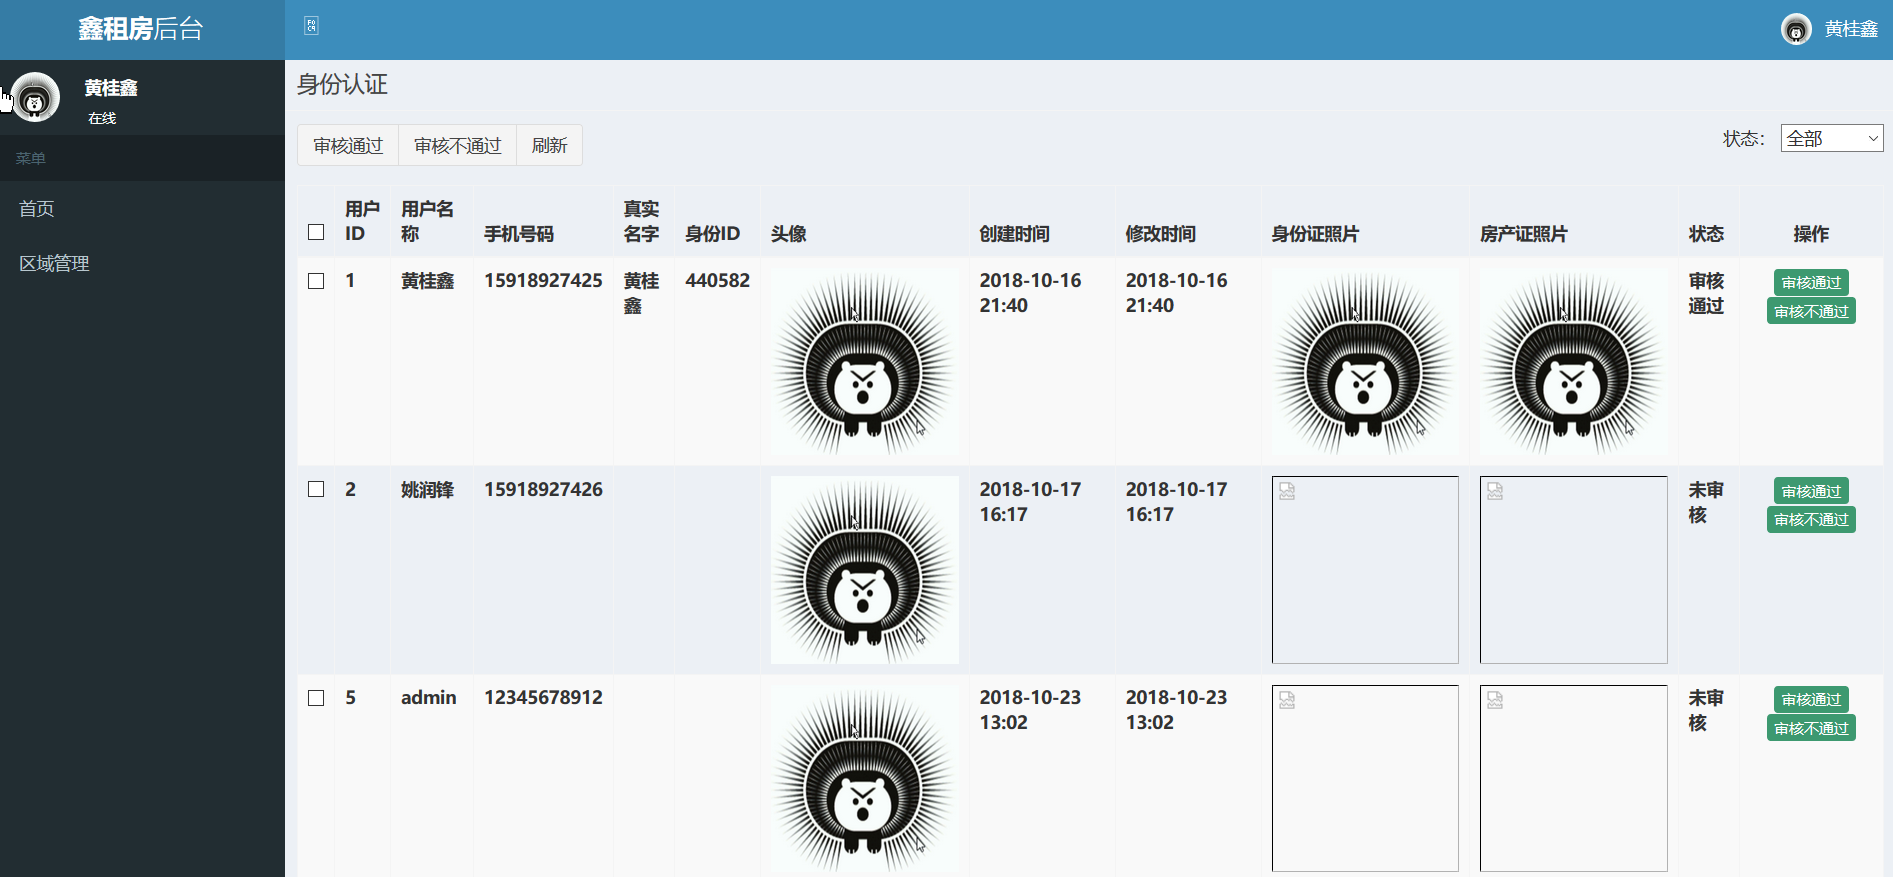 鑫租房后台
黄桂鑫
黄桂鑫
在线
菜单
首页
区域管理
身份认证
审核通过 审核不通过 刷新
状态： 全部
用户ID 用户名称 手机号码 真实名字 身份ID 头像 创建时间 修改时间 身份证照片 房产证照片 状态 操作
1 黄桂鑫 15918927425 黄桂鑫 440582 2018-10-16 21:40 2018-10-16 21:40 审核通过 审核通过 审核不通过
2 姚润锋 15918927426 2018-10-17 16:17 2018-10-17 16:17 未审核 审核通过 审核不通过
5 admin 12345678912 2018-10-23 13:02 2018-10-23 13:02 未审核 审核通过 审核不通过